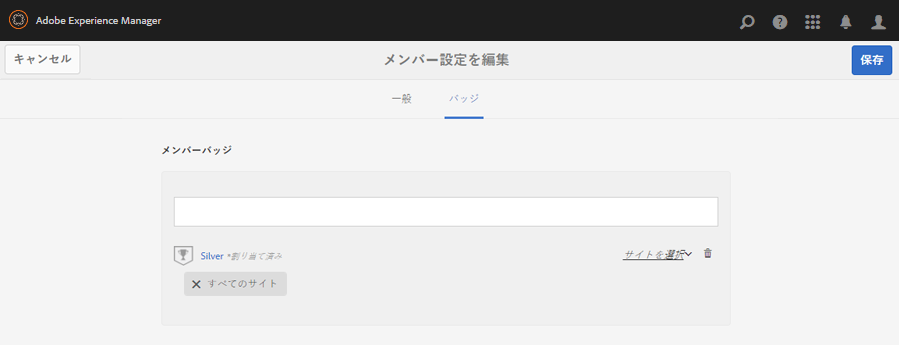 Adobe Experience Manager
キャンセル
メンバー設定を編集
保存
一般
バッジ
メンバーバッジ
Silver *割り当て済み
サイトを選択
すべてのサイト